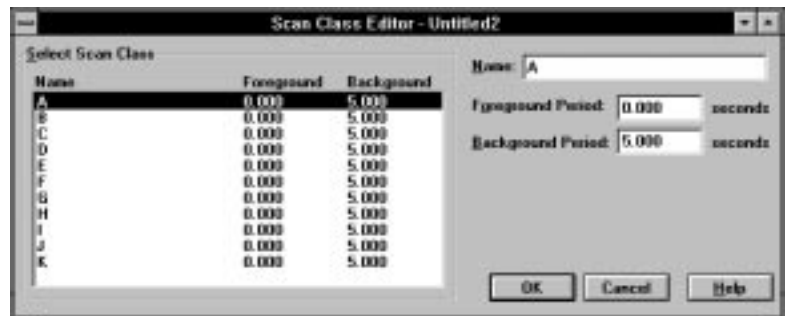 Scan Class Editor - Untitled2
Select Scan Class
Name Foreground Background
A 0.000 5.000
B 0.000 5.000
C 0.000 5.000
D 0.000 5.000
E 0.000 5.000
F 0.000 5.000
G 0.000 5.000
H 0.000 5.000
I 0.000 5.000
J 0.000 5.000
K 0.000 5.000
Name: A
Foreground Period: 0.000 seconds
Background Period: 5.000 seconds
OK Cancel Help